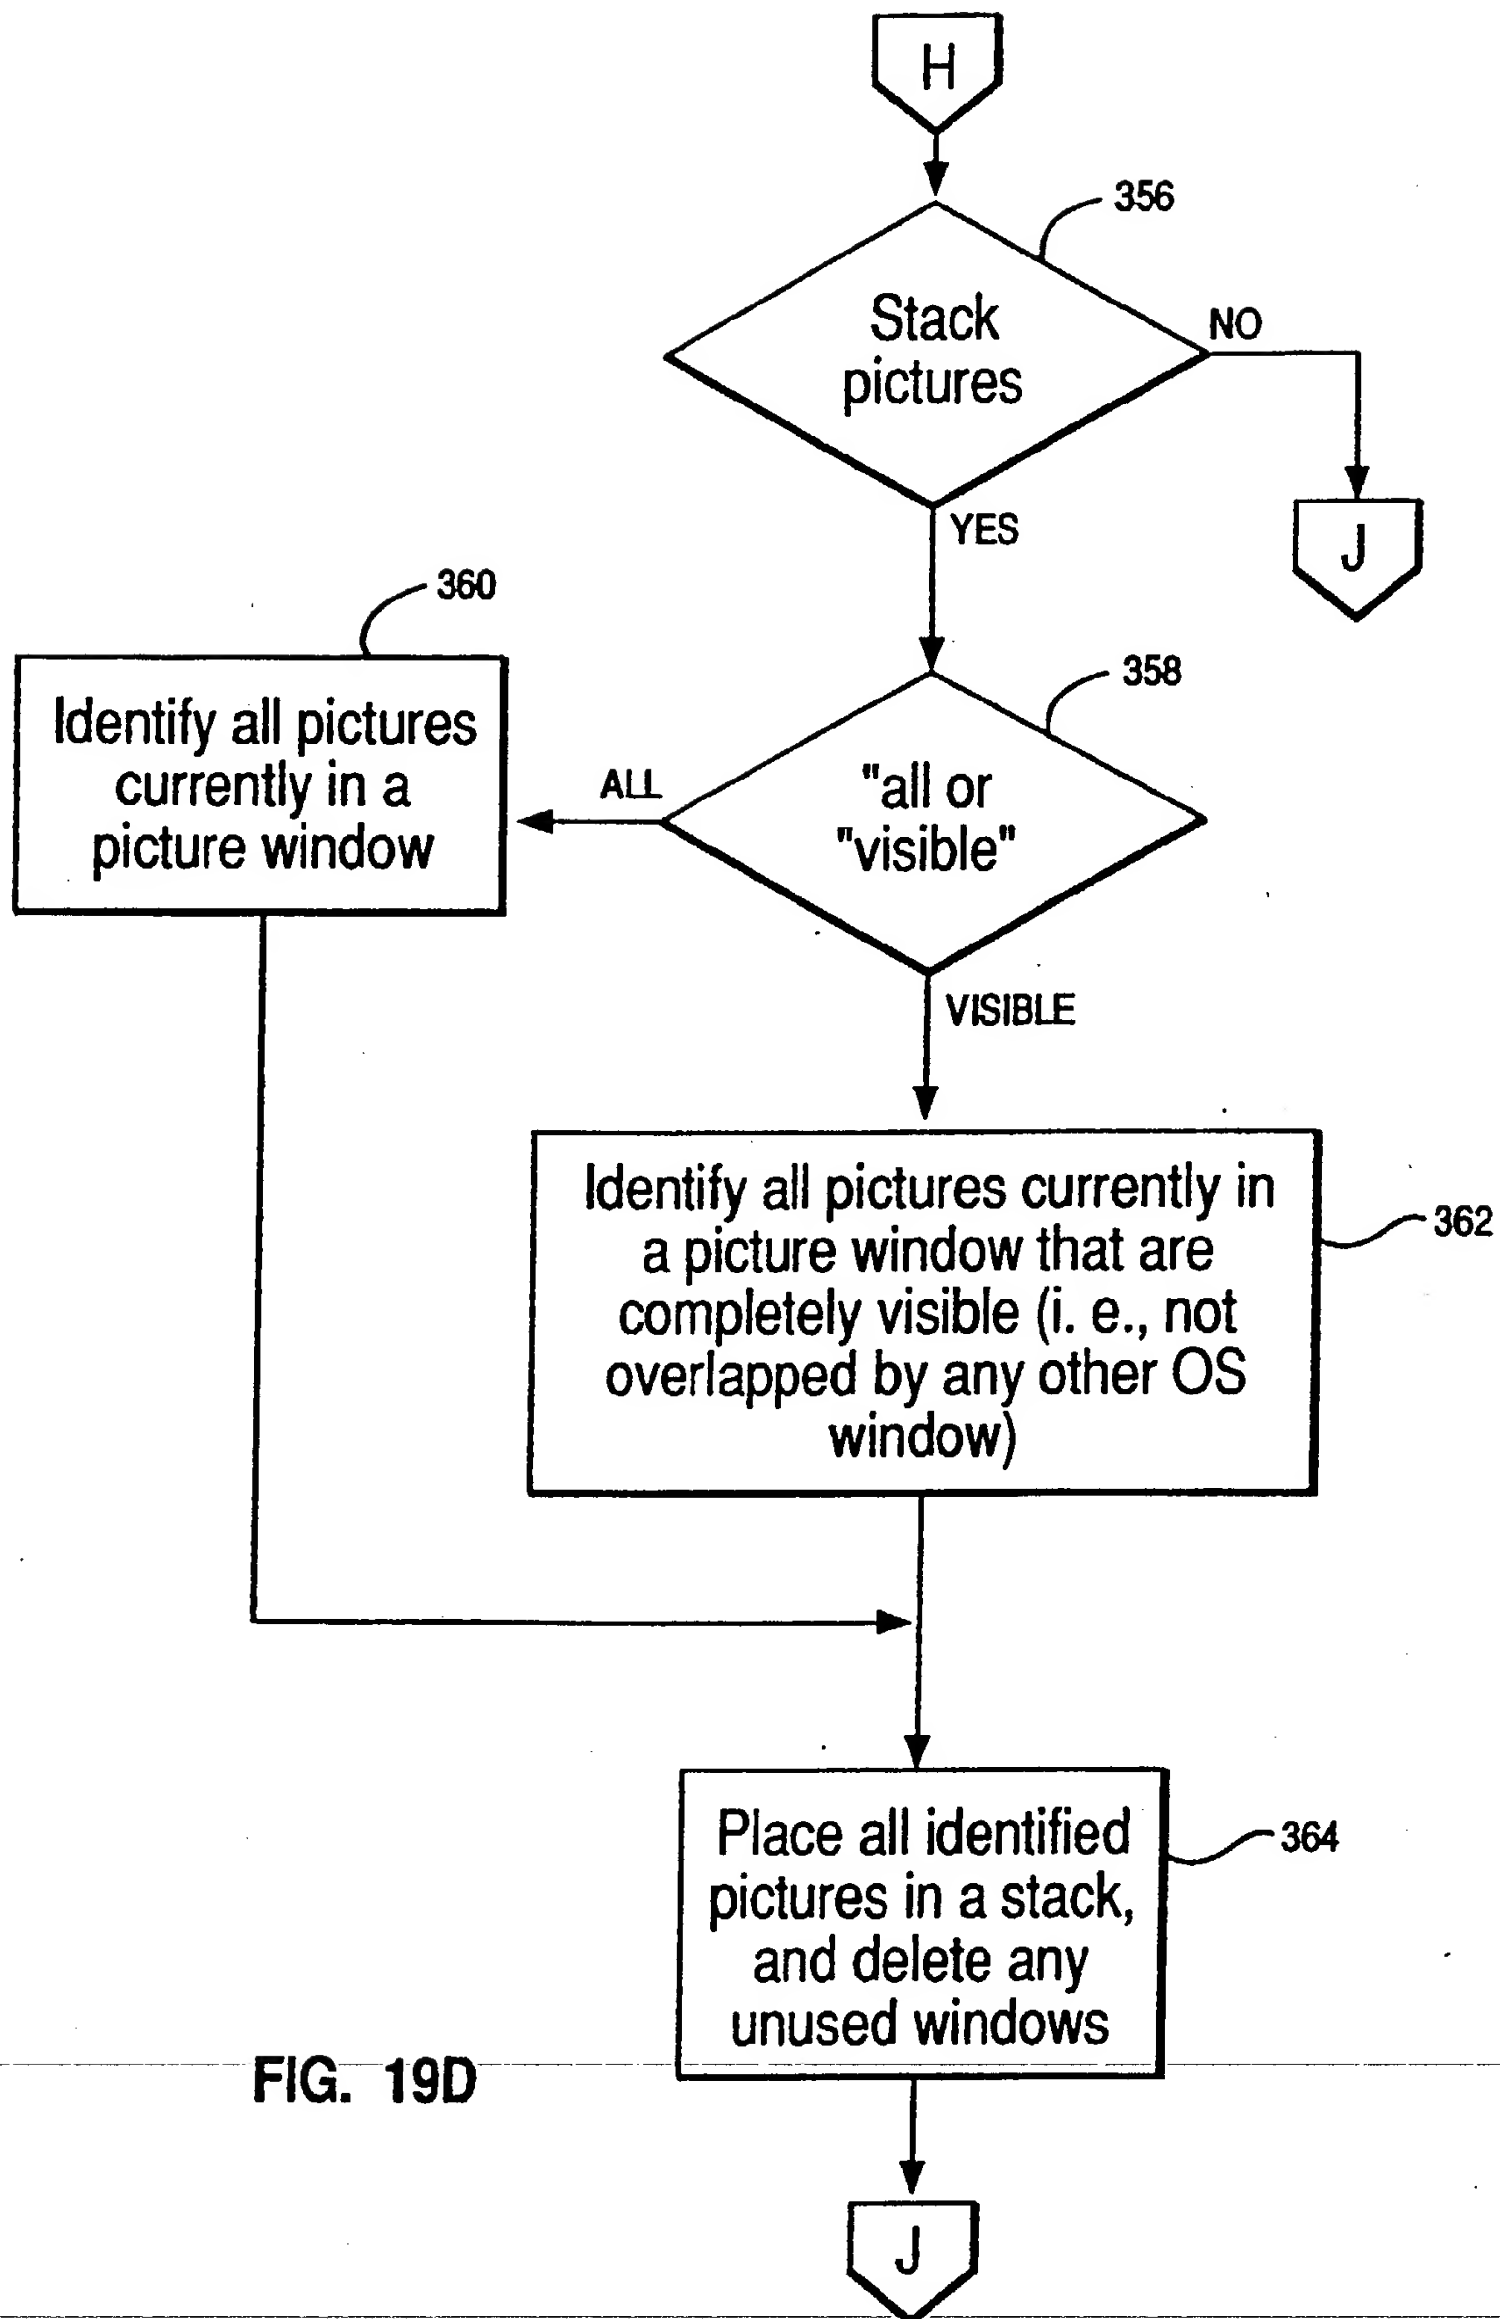 H
356
Stack
pictures
NO
J
YES
360
Identify all pictures
currently in a
picture window
358
"all or
"visible"
ALL
VISIBLE
Identify all pictures currently in
a picture window that are
completely visible (i. e., not
overlapped by any other OS
window)
362
Place all identified
pictures in a stack,
and delete any
unused windows
364
FIG. 19D
J